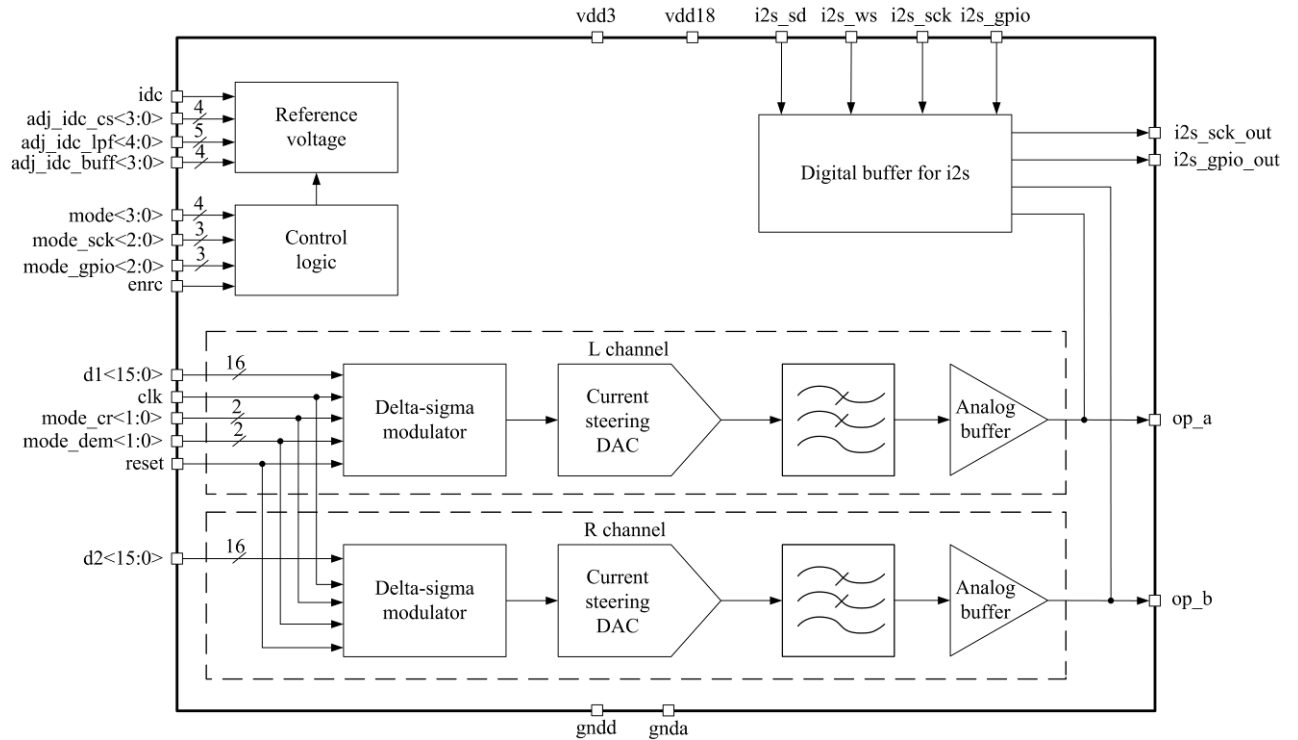 vdd3 vdd18 i2s_sd i2s_ws i2s_sck i2s_gpio
idc
adj_idc_cs<3:0> 4
adj_idc_lpf<4:0> 5
adj_idc_buff<3:0> 4
Reference
voltage
mode<3:0> 4
mode_sck<2:0> 3
mode_gpio<2:0> 3
enrc
Control
logic
Digital buffer for i2s
i2s_sck_out
i2s_gpio_out
L channel
d1<15:0> 16
clk
mode_cr<1:0> 2
mode_dem<1:0> 2
reset
Delta-sigma
modulator
Current
steering
DAC
Analog
buffer
op_a
R channel
d2<15:0> 16
Delta-sigma
modulator
Current
steering
DAC
Analog
buffer
op_b
gndd gnda